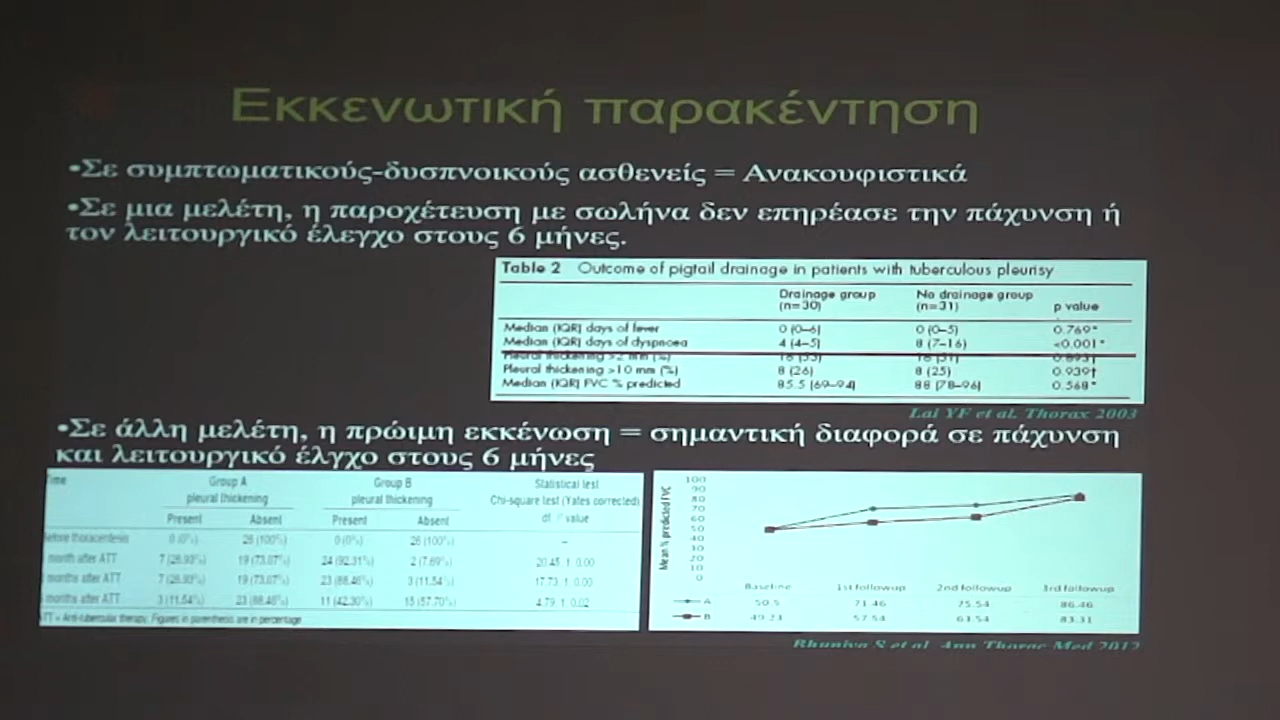 Εκκενωτική παρακέντηση
•Σε συμπτωματικούς-δυσπνοικούς ασθενείς = Ανακουφιστικά
•Σε μια μελέτη, η παροχέτευση με σωλήνα δεν επηρέασε την πάχυνση ή
τον λειτουργικό έλεγχο στους 6 μήνες.
Table 2 Outcome of pigtail drainage in patients with tuberculous pleurisy
Drainage group (n=30) No drainage group (n=31) p value
Median (IQR) days of fever 0 (0–6) 0 (0–5) 0.769*
Median (IQR) days of dyspnoea 4 (4–5) 8 (7–16) <0.001*
Pleural thickening >2 mm (%)
Pleural thickening >10 mm (%) 8 (26) 8 (25) 0.939†
Median (IQR) FVC % predicted 85.5 (69–94) 88 (78–96) 0.568*
Lai YF et al. Thorax 2003
•Σε άλλη μελέτη, η πρώιμη εκκένωση = σημαντική διαφορά σε πάχυνση
και λειτουργικό έλγχο στους 6 μήνες
Group A Group B Statistical test
pleural thickening pleural thickening Chi-square test (Yates corrected)
Present Absent Present Absent df value
before thoracentesis 0 (0%) 26 (100%) 0 (0%) 26 (100%) –
month after ATT 7 (26.93%) 19 (73.07%) 24 (92.31%) 2 (7.69%) 20.45 1 0.00
months after ATT 7 (26.93%) 19 (73.07%) 23 (88.46%) 3 (11.54%) 17.73 1 0.00
months after ATT 3 (11.54%) 23 (88.46%) 11 (42.30%) 15 (57.70%) 4.79 1 0.02
ATT = Anti-tubercular therapy. Figures in parenthesis are in percentage
Mean % predicted FVC
100
90
80
70
60
50
40
30
20
10
0
Baseline 1st followup 2nd followup 3rd followup
A 50.5 71.46 75.54 86.46
B 49.23 57.54 63.54 83.31
Bhuniya S et al. Ann Thorac Med 2012